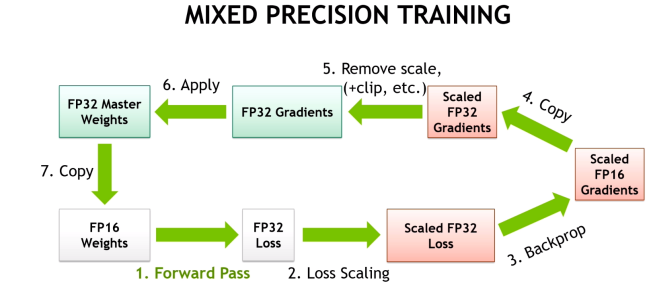 MIXED PRECISION TRAINING
5. Remove scale,
(+clip, etc.)
6. Apply
4. Copy
FP32 Master
Weights
FP32 Gradients
Scaled
FP32
Gradients
Scaled
FP16
Gradients
7. Copy
FP16
Weights
FP32
Loss
Scaled FP32
Loss
3. Backprop
1. Forward Pass
2. Loss Scaling